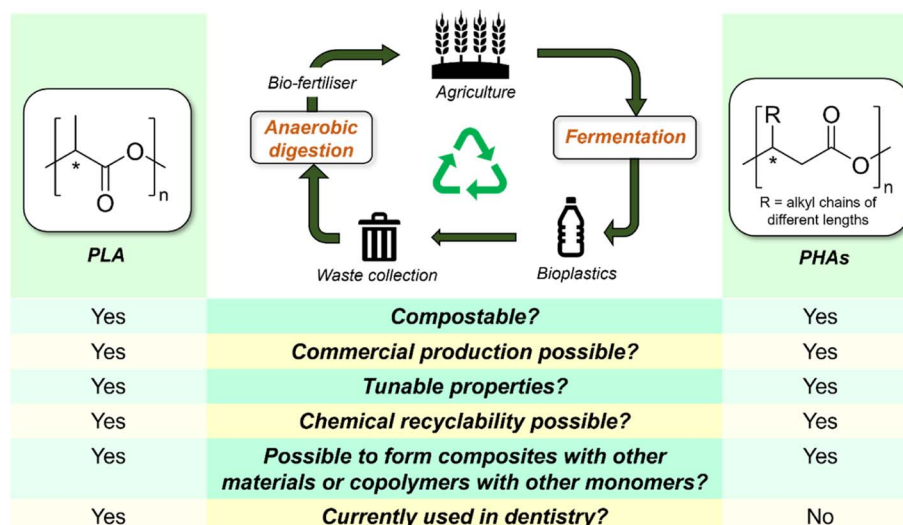 Bio-fertiliser
Agriculture
Anaerobic
digestion
Fermentation
Waste collection
Bioplastics
O
O
n
*
PLA
R
O
O
n
*
R = alkyl chains of
different lengths
PHAs
Yes Compostable? Yes
Yes Commercial production possible? Yes
Yes Tunable properties? Yes
Yes Chemical recyclability possible? Yes
Yes Possible to form composites with other Yes
materials or copolymers with other monomers?
Yes Currently used in dentistry? No